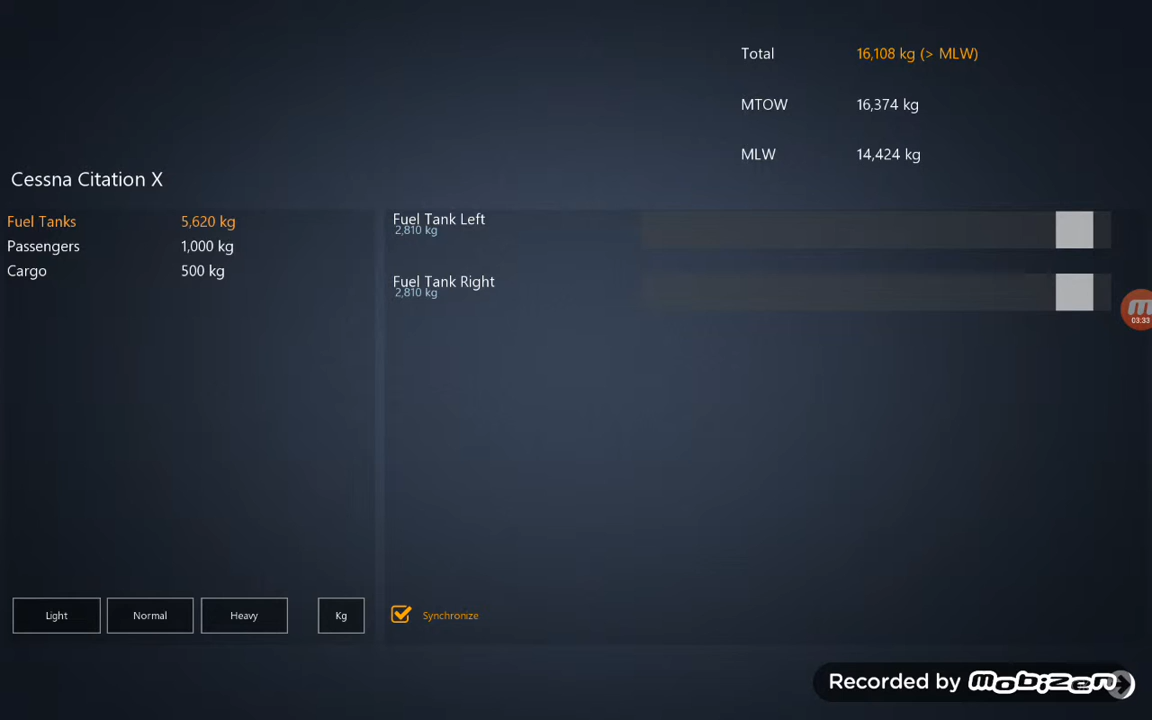 Total 16,108 kg (> MLW)
MTOW 16,374 kg
MLW 14,424 kg
Cessna Citation X
Fuel Tanks 5,620 kg
Passengers 1,000 kg
Cargo 500 kg
Fuel Tank Left
2,810 kg
Fuel Tank Right
2,810 kg
03:33
Light Normal Heavy Kg Synchronize
Recorded by mobizen